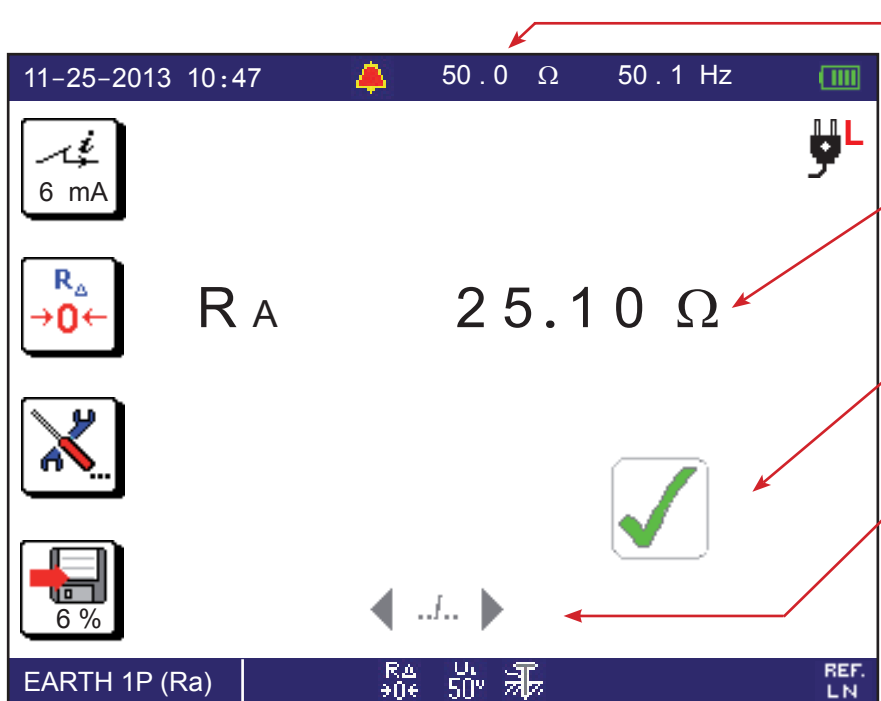 11-25-2013 10:47 50.0 Ω 50.1 Hz
L
i
6 mA
RΔ
→0←
RA 25.10 Ω
...
6 %
../..
EARTH 1P (Ra) RΔ →0← UL 50V REF. LN